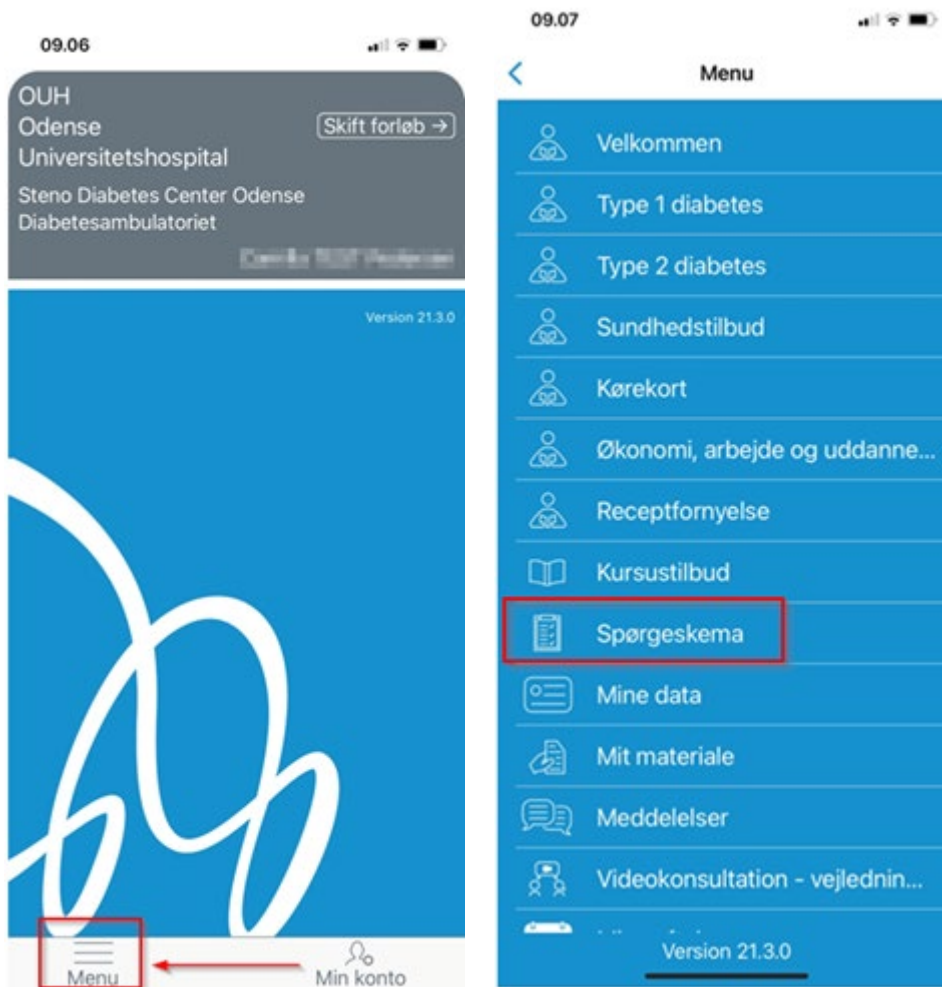 09.06
OUH
Odense
Universitetshospital
Skift forløb →
Steno Diabetes Center Odense
Diabetesambulatoriet
Version 21.3.0
Menu
Min konto
09.07
Menu
Velkommen
Type 1 diabetes
Type 2 diabetes
Sundhedstilbud
Kørekort
Økonomi, arbejde og uddanne...
Receptfornyelse
Kursustilbud
Spørgeskema
Mine data
Mit materiale
Meddelelser
Videokonsultation - vejlednin...
Version 21.3.0